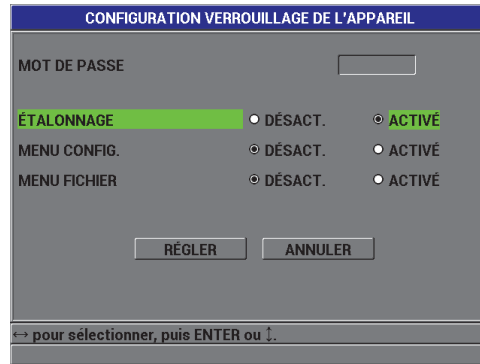 CONFIGURATION VERROUILLAGE DE L'APPAREIL
MOT DE PASSE
ÉTALONNAGE DÉSACT. ACTIVÉ
MENU CONFIG. DÉSACT. ACTIVÉ
MENU FICHIER DÉSACT. ACTIVÉ
RÉGLER ANNULER
↔ pour sélectionner, puis ENTER ou ↕.